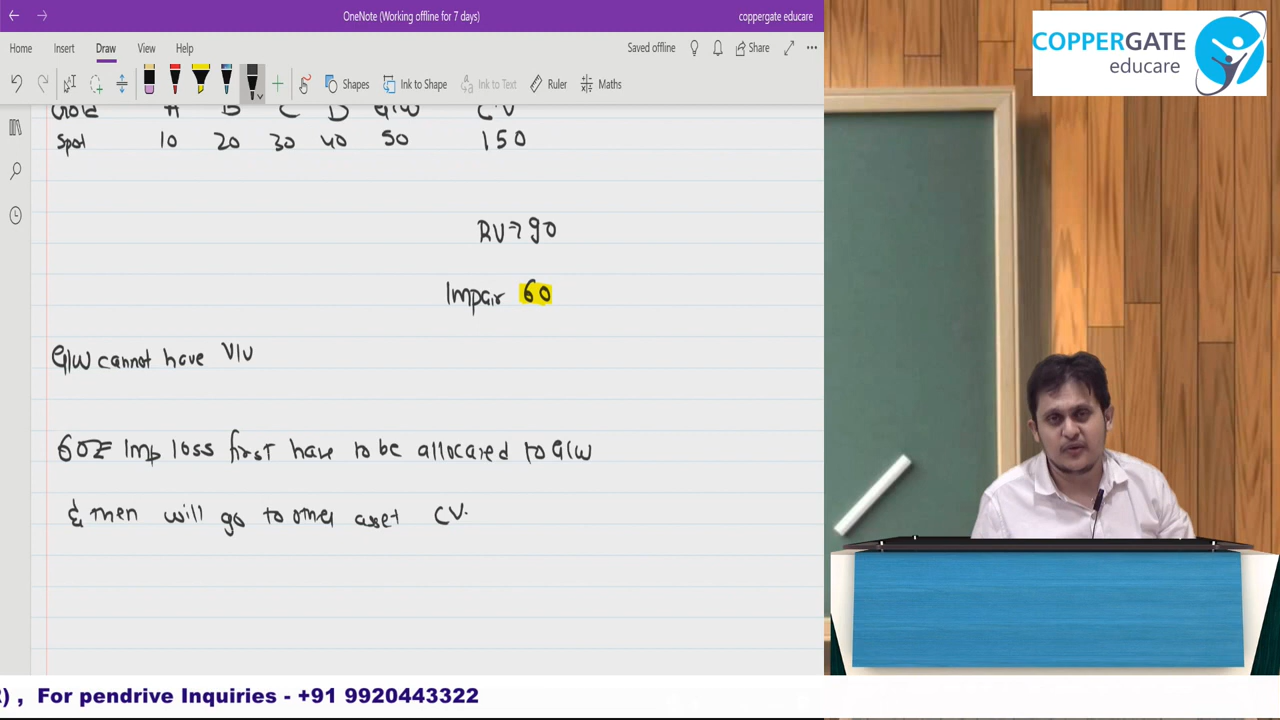 OneNote (Working offline for 7 days)
coppergate educare
Home Insert Draw View Help
Saved offline
Share
Shapes
Ink to Shape
Ink to Text
Ruler
Maths
COPPERGATE
educare
A B C D G/W CV
Spot 10 20 30 40 50 150
RV→90
Impair 60
G/W cannot have VIU
Imp loss first have to be allocated to G/W
& then will go to other asset CV.
), For pendrive Inquiries - +91 9920443322